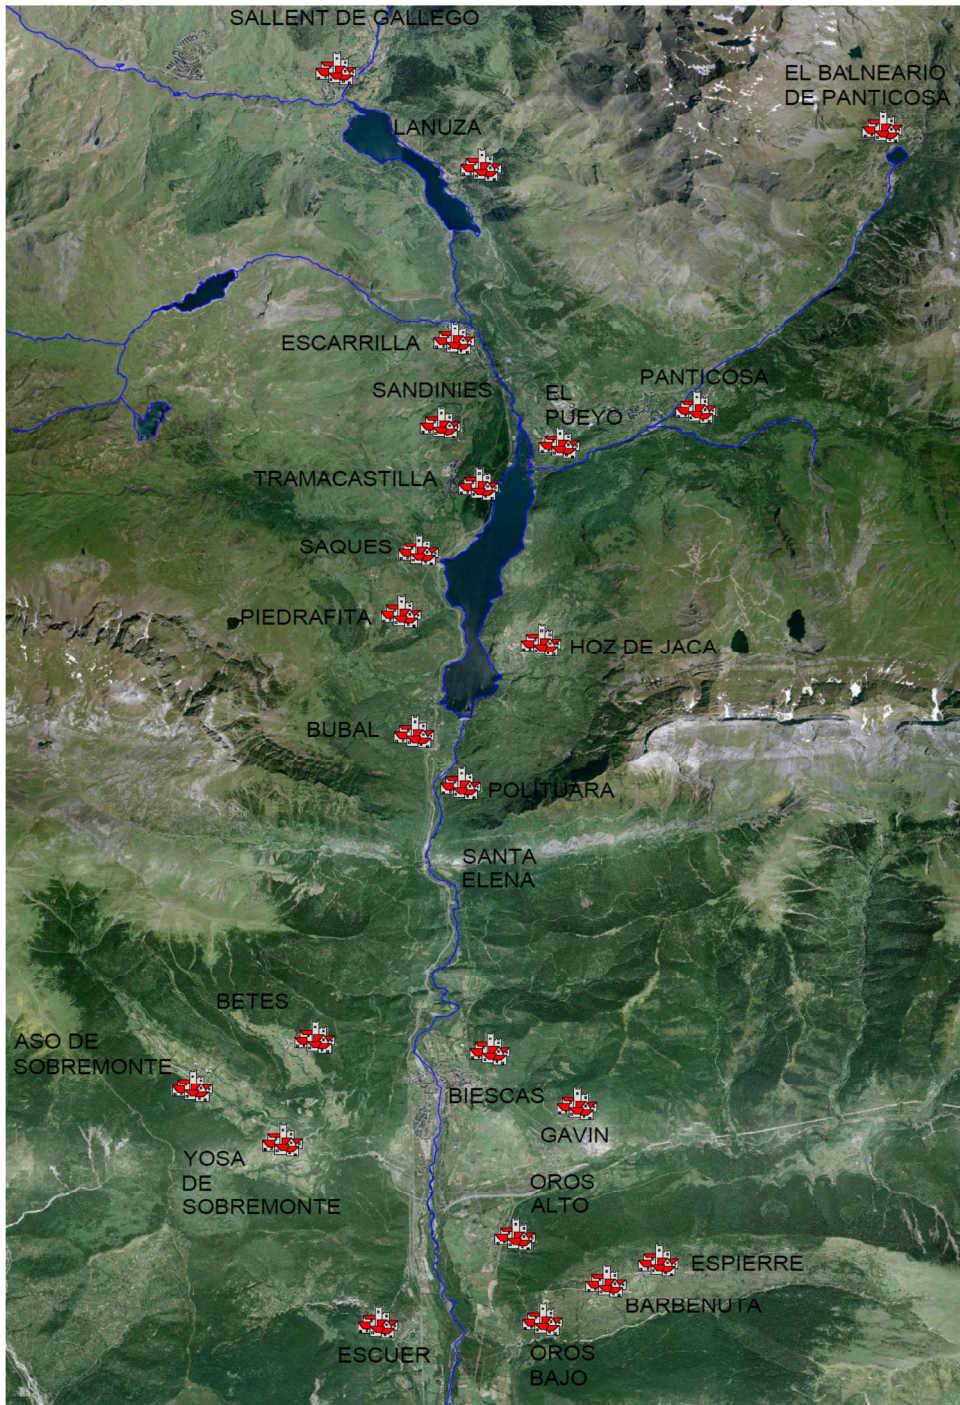 SALLENT DE GALLEGO
EL BALNEARIO
DE PANTICOSA
LANUZA
ESCARRILLA
SANDINIES
EL
PUEYO
PANTICOSA
TRAMACASTILLA
SAQUES
PIEDRAFITA
HOZ DE JACA
BUBAL
POLITUARA
SANTA
ELENA
BETES
ASO DE
SOBREMONTE
BIESCAS
GAVIN
YOSA
DE
SOBREMONTE
OROS
ALTO
ESPIERRE
BARBENUTA
ESCUER
OROS
BAJO